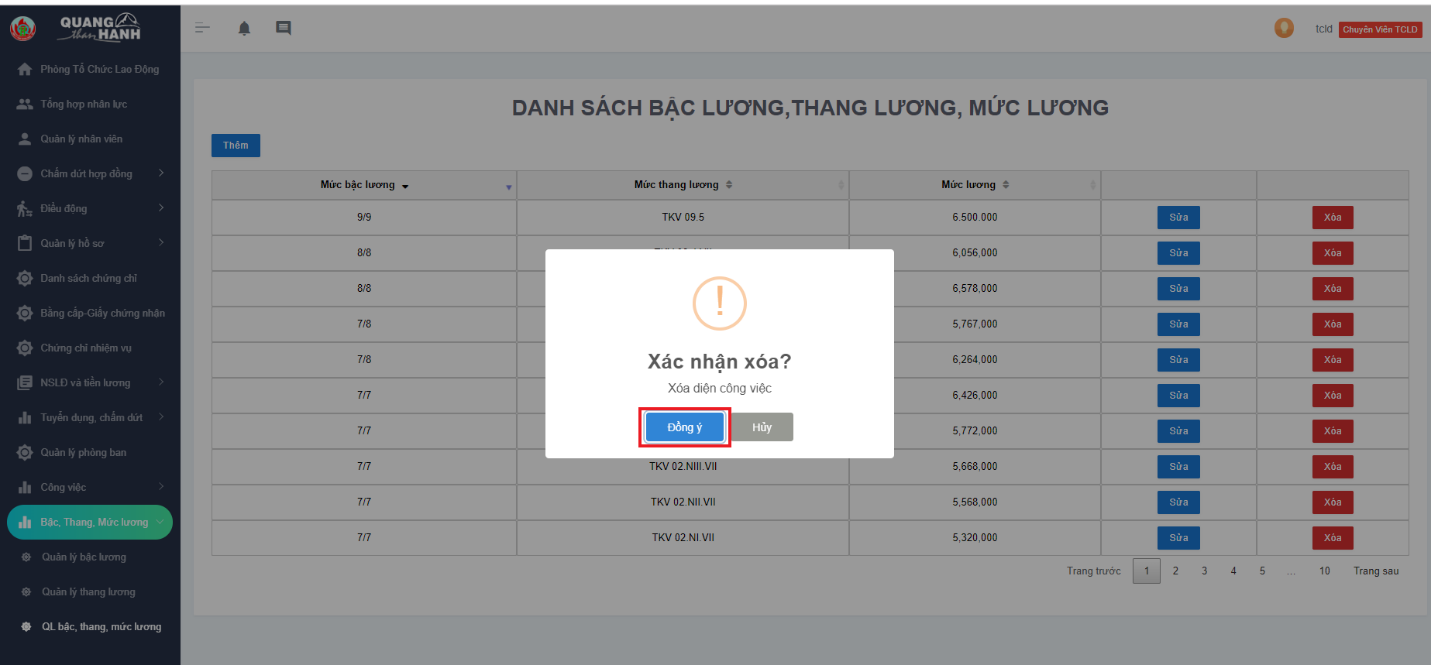 QUANG
than HANH
tcld Chuyên Viên TCLD
Phòng Tổ Chức Lao Động
Tổng hợp nhân lực
Quản lý nhân viên
Chấm dứt hợp đồng
Điều động
Quản lý hồ sơ
Danh sách chứng chỉ
Bằng cấp-Giấy chứng nhận
Chứng chỉ nhiệm vụ
NSLĐ và tiền lương
Tuyển dụng, chấm dứt
Quản lý phòng ban
Công việc
Bậc, Thang, Mức lương
Quản lý bậc lương
Quản lý thang lương
QL bậc, thang, mức lương
DANH SÁCH BẬC LƯƠNG,THANG LƯƠNG, MỨC LƯƠNG
Thêm
Mức bậc lương Mức thang lương Mức lương
9/9 TKV 09.5 6.500.000 Sửa Xóa
8/8 6,056,000 Sửa Xóa
8/8 6,578,000 Sửa Xóa
7/8 5,767,000 Sửa Xóa
7/8 6,264,000 Sửa Xóa
7/7 6,426,000 Sửa Xóa
7/7 5,772,000 Sửa Xóa
7/7 TKV 02.NIII.VII 5,668,000 Sửa Xóa
7/7 TKV 02.NII.VII 5,568,000 Sửa Xóa
7/7 TKV 02.NI.VII 5,320,000 Sửa Xóa
Xác nhận xóa?
Xóa diện công việc
Đồng ý Hủy
Trang trước 1 2 3 4 5 ... 10 Trang sau